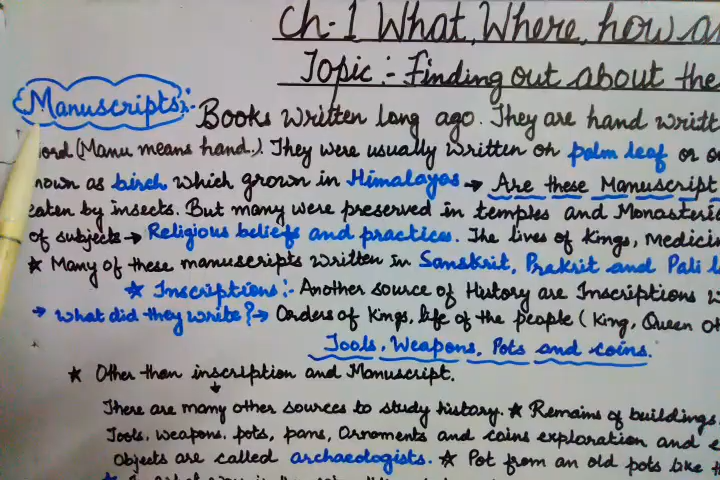 Ch-1 What, Where, how a
Topic:- Finding out about the
Manuscripts:- Books written long ago. They are hand writt
ord (Manu means hand.). They were usually written on palm leaf or o
nown as birch which grown in Himalayas → Are these Manuscript
eaten by insects. But many were preserved in temples and Monasteri
of subjects → Religious beliefs and practices. The lives of Kings, Medicin
★ Many of these manuscripts written in Sanskrit, Prakrit and Pali l
★ Inscriptions:- Another source of History are Inscriptions w
→ what did they write? → Orders of Kings, life of the people (King, Queen ot
Tools, Weapons, Pots and coins.
★ Other than inscription and Manuscript.
There are many other sources to study history. ★ Remains of buildings,
Tools, weapons, pots, pans, Ornaments and coins exploration and e
objects are called archaeologists. ★ Pot from an old pots like t